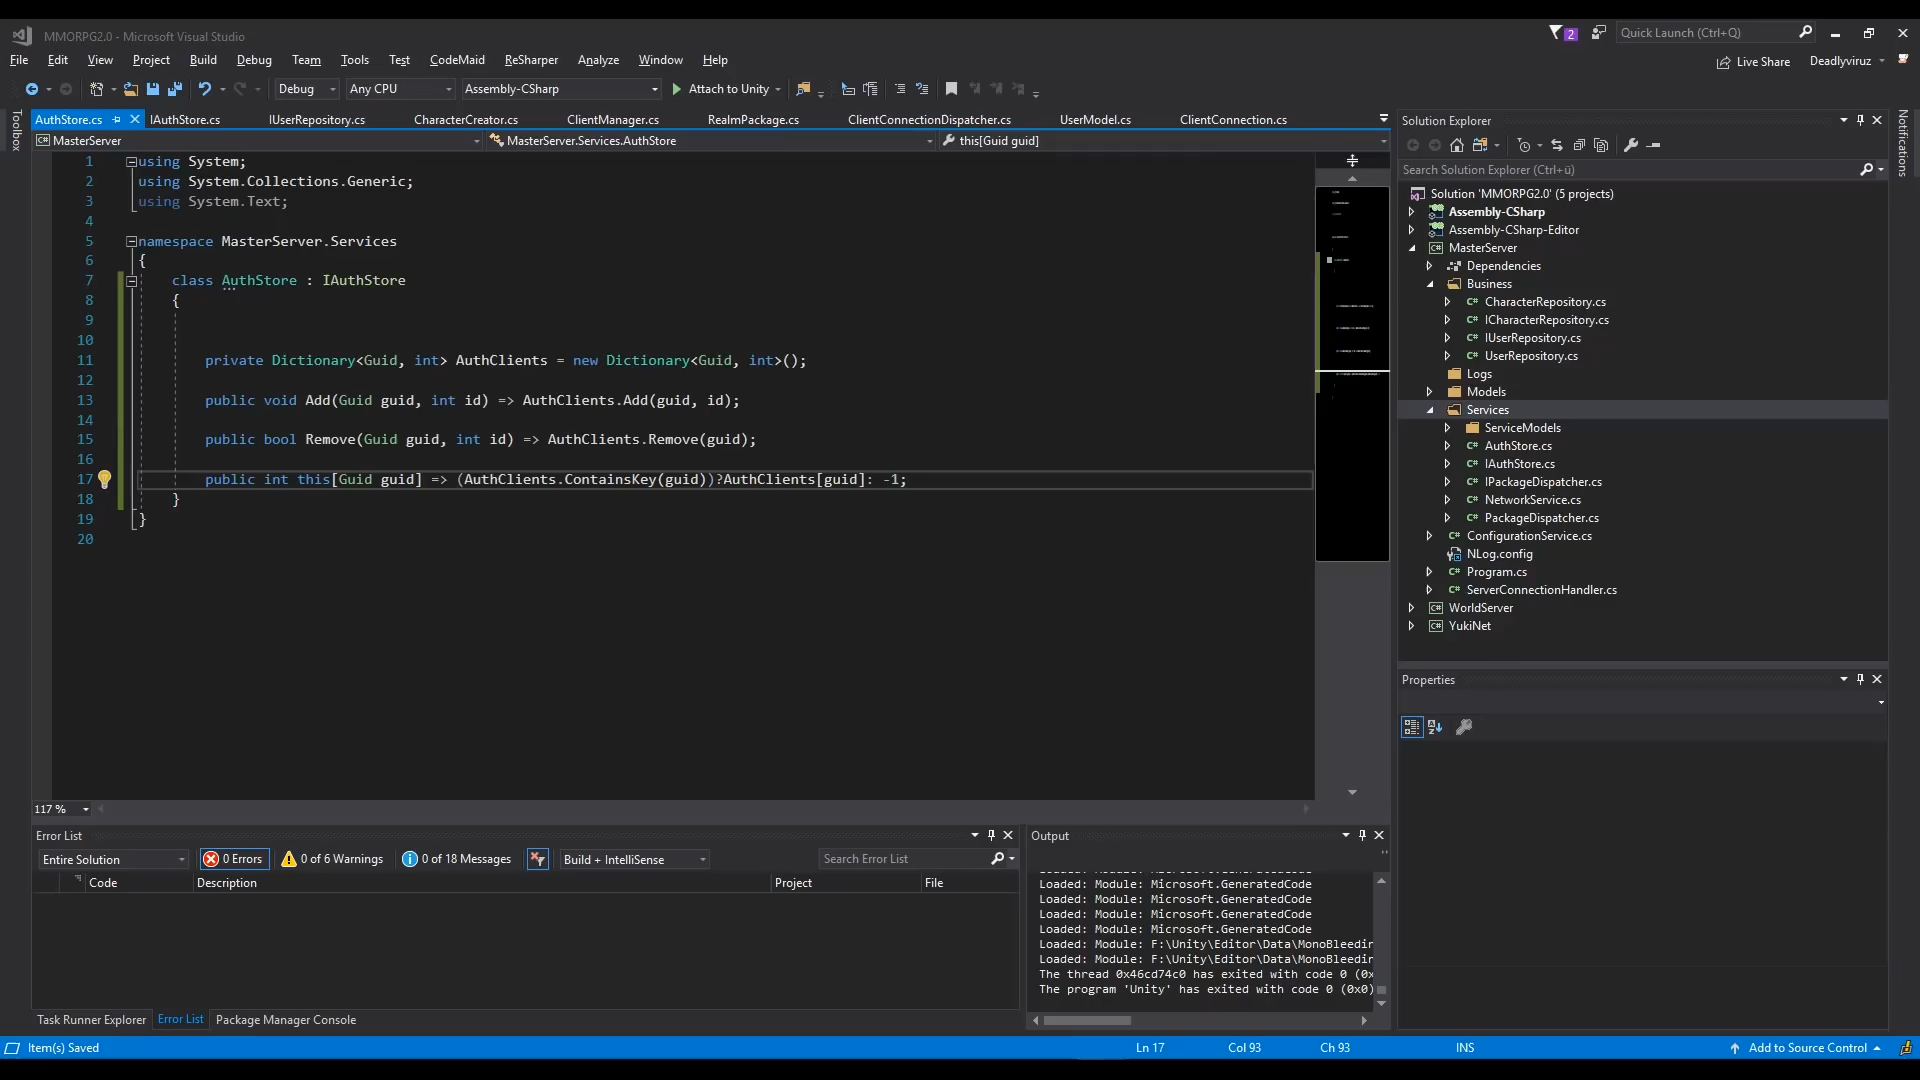 MMORPG2.0 - Microsoft Visual Studio
2
Quick Launch (Ctrl+Q)
File Edit View Project Build Debug Team Tools Test CodeMaid ReSharper Analyze Window Help
Live Share Deadlyviruz
Debug Any CPU Assembly-CSharp Attach to Unity
Toolbox
AuthStore.cs IAuthStore.cs IUserRepository.cs CharacterCreator.cs ClientManager.cs RealmPackage.cs ClientConnectionDispatcher.cs UserModel.cs ClientConnection.cs
MasterServer MasterServer.Services.AuthStore this[Guid guid]
1 using System;
2 using System.Collections.Generic;
3 using System.Text;
4
5 namespace MasterServer.Services
6 {
7 class AuthStore : IAuthStore
8 {
9
10
11 private Dictionary<Guid, int> AuthClients = new Dictionary<Guid, int>();
12
13 public void Add(Guid guid, int id) => AuthClients.Add(guid, id);
14
15 public bool Remove(Guid guid, int id) => AuthClients.Remove(guid);
16
17 public int this[Guid guid] => (AuthClients.ContainsKey(guid))?AuthClients[guid]: -1;
18 }
19 }
20
117 %
Solution Explorer
Notifications
Search Solution Explorer (Ctrl+ü)
Solution 'MMORPG2.0' (5 projects)
Assembly-CSharp
Assembly-CSharp-Editor
MasterServer
Dependencies
Business
CharacterRepository.cs
ICharacterRepository.cs
IUserRepository.cs
UserRepository.cs
Logs
Models
Services
ServiceModels
AuthStore.cs
IAuthStore.cs
IPackageDispatcher.cs
NetworkService.cs
PackageDispatcher.cs
ConfigurationService.cs
NLog.config
Program.cs
ServerConnectionHandler.cs
WorldServer
YukiNet
Properties
Error List
Entire Solution 0 Errors 0 of 6 Warnings 0 of 18 Messages Build + IntelliSense Search Error List
Code Description Project File
Output
Loaded: Module: Microsoft.GeneratedCode
Loaded: Module: Microsoft.GeneratedCode
Loaded: Module: Microsoft.GeneratedCode
Loaded: Module: Microsoft.GeneratedCode
Loaded: Module: F:\Unity\Editor\Data\MonoBleedin
Loaded: Module: F:\Unity\Editor\Data\MonoBleedin
The thread 0x46cd74c0 has exited with code 0 (0x
The program 'Unity' has exited with code 0 (0x0)
Task Runner Explorer Error List Package Manager Console
Item(s) Saved Ln 17 Col 93 Ch 93 INS Add to Source Control